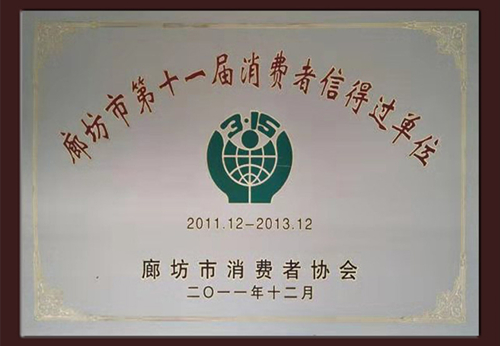 廊坊市第十一届消费者信得过单位
3·15
2011.12-2013.12
廊坊市消费者协会
二〇一一年十二月